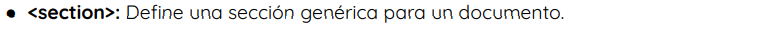 ● <section>: Define una sección genérica para un documento.